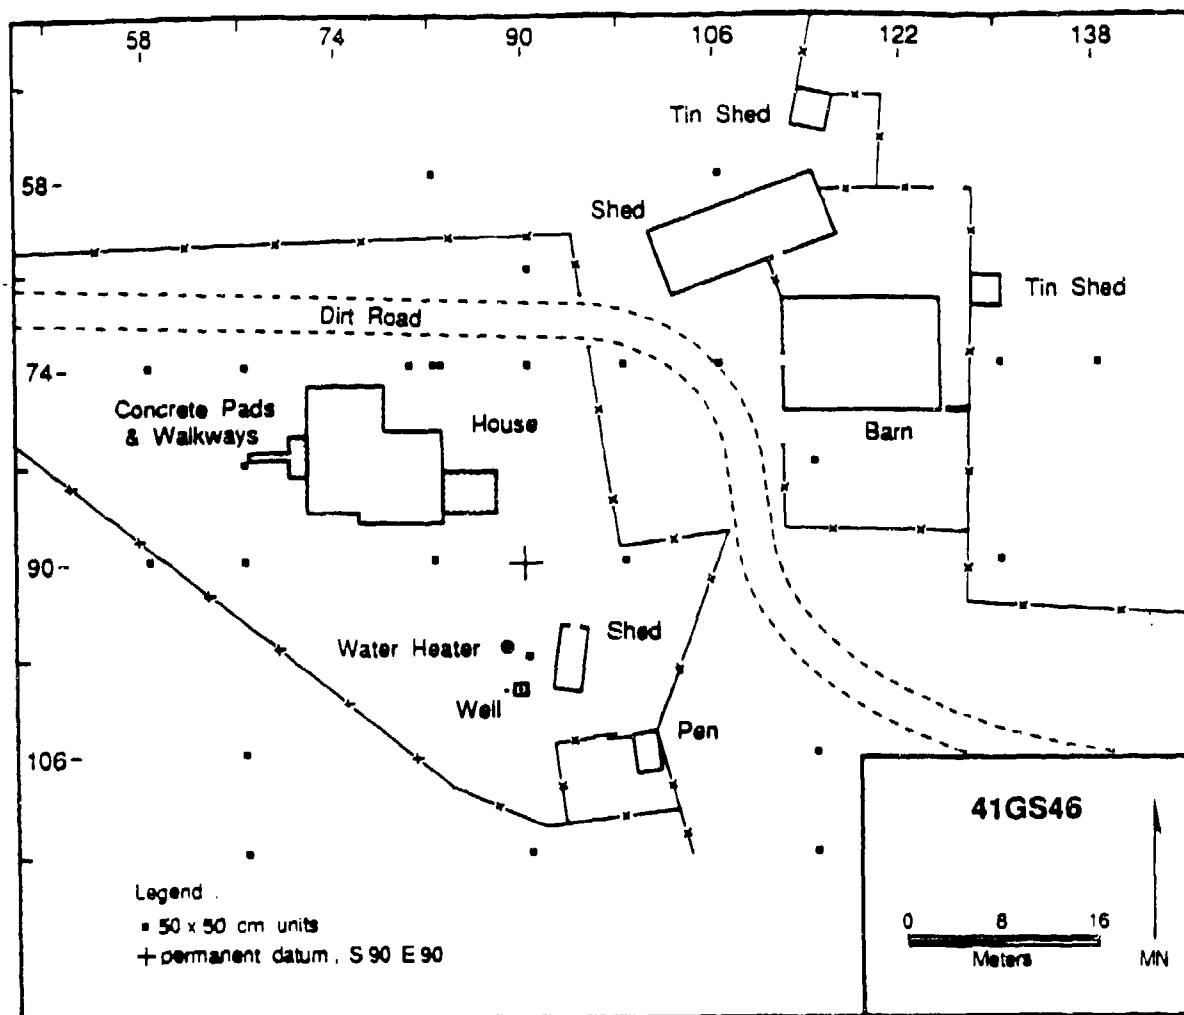 58 74 90 106 122 138
Tin Shed
58
Shed
Tin Shed
Dirt Road
74
Concrete Pads
& Walkways
House
Barn
90
Shed
Water Heater
Well
Pen
106
41GS46
Legend
50 x 50 cm units
permanent datum, S 90 E 90
0 8 16
Meters
MN